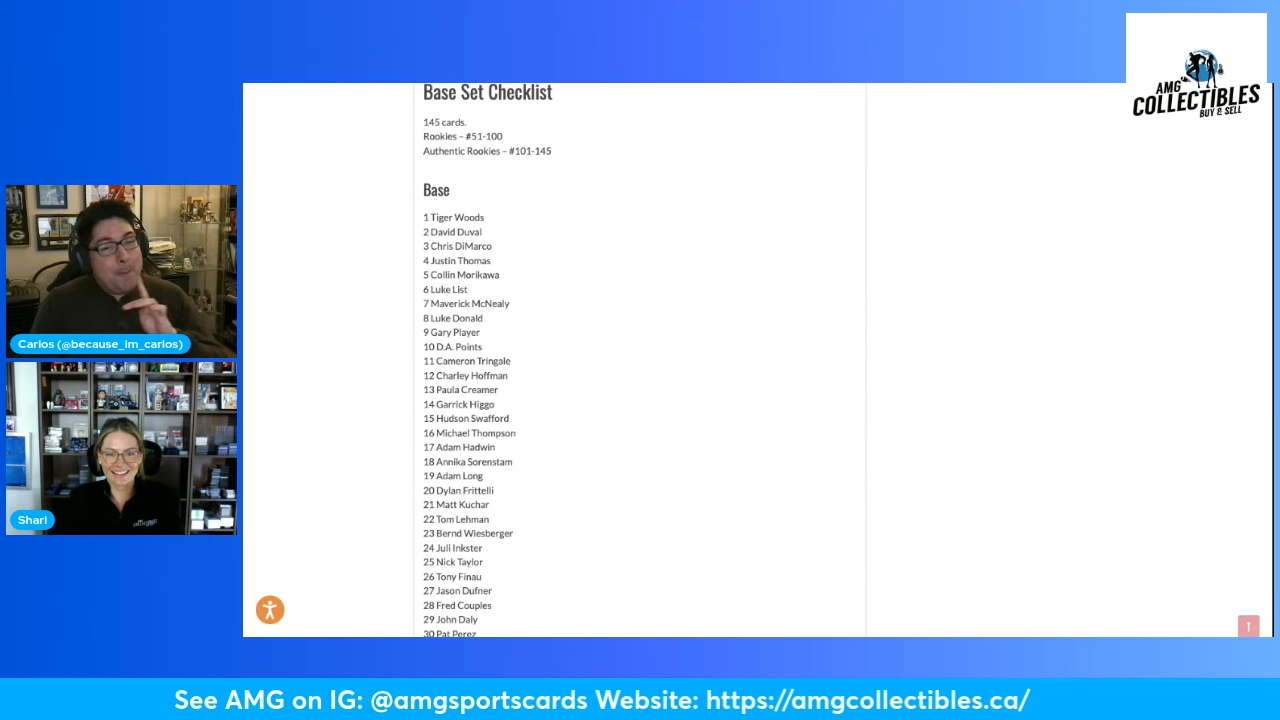 AMG
COLLECTIBLES
BUY & SELL
Base Set Checklist
145 cards.
Rookies – #51-100
Authentic Rookies – #101-145
Base
1 Tiger Woods
2 David Duval
3 Chris DiMarco
4 Justin Thomas
5 Collin Morikawa
6 Luke List
7 Maverick McNealy
8 Luke Donald
9 Gary Player
10 D.A. Points
11 Cameron Tringale
12 Charley Hoffman
13 Paula Creamer
14 Garrick Higgo
15 Hudson Swafford
16 Michael Thompson
17 Adam Hadwin
18 Annika Sorenstam
19 Adam Long
20 Dylan Frittelli
21 Matt Kuchar
22 Tom Lehman
23 Bernd Wiesberger
24 Juli Inkster
25 Nick Taylor
26 Tony Finau
27 Jason Dufner
28 Fred Couples
29 John Daly
30 Pat Perez
Carlos (@because_Im_carlos)
Shari
See AMG on IG: @amgsportscards Website: https://amgcollectibles.ca/